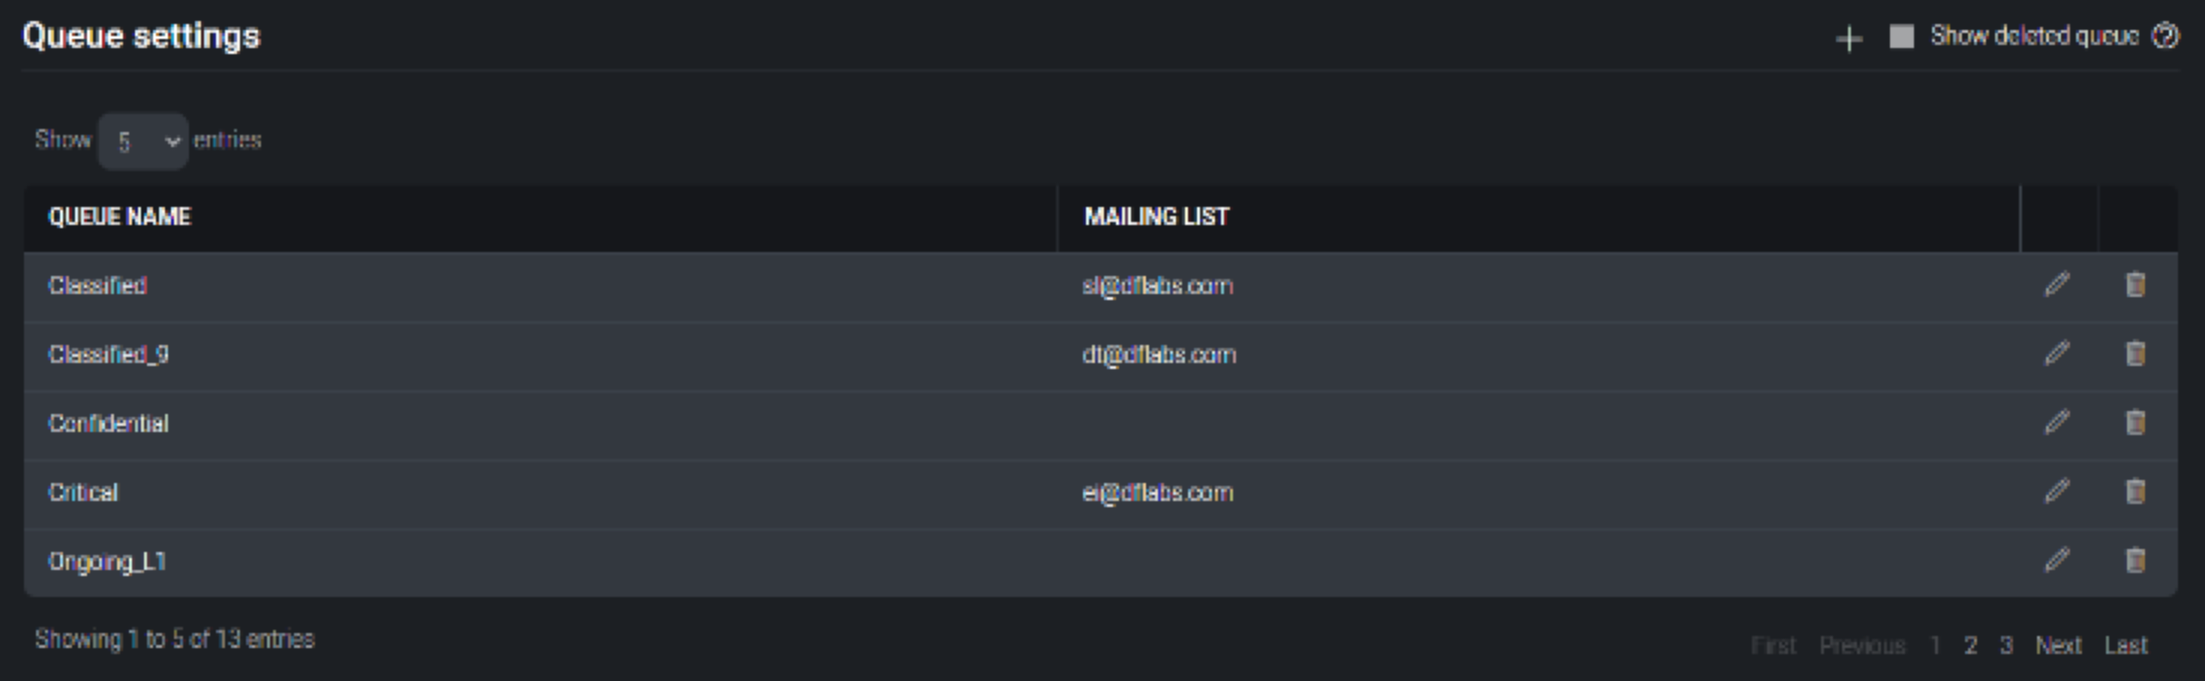 Queue settings
Show deleted queue
Show 5 entries
QUEUE NAME MAILING LIST
Classified sl@dflabs.com
Classified_9 dt@dflabs.com
Confidential
Critical ei@dflabs.com
Ongoing_L1
Showing 1 to 5 of 13 entries
First Previous 1 2 3 Next Last